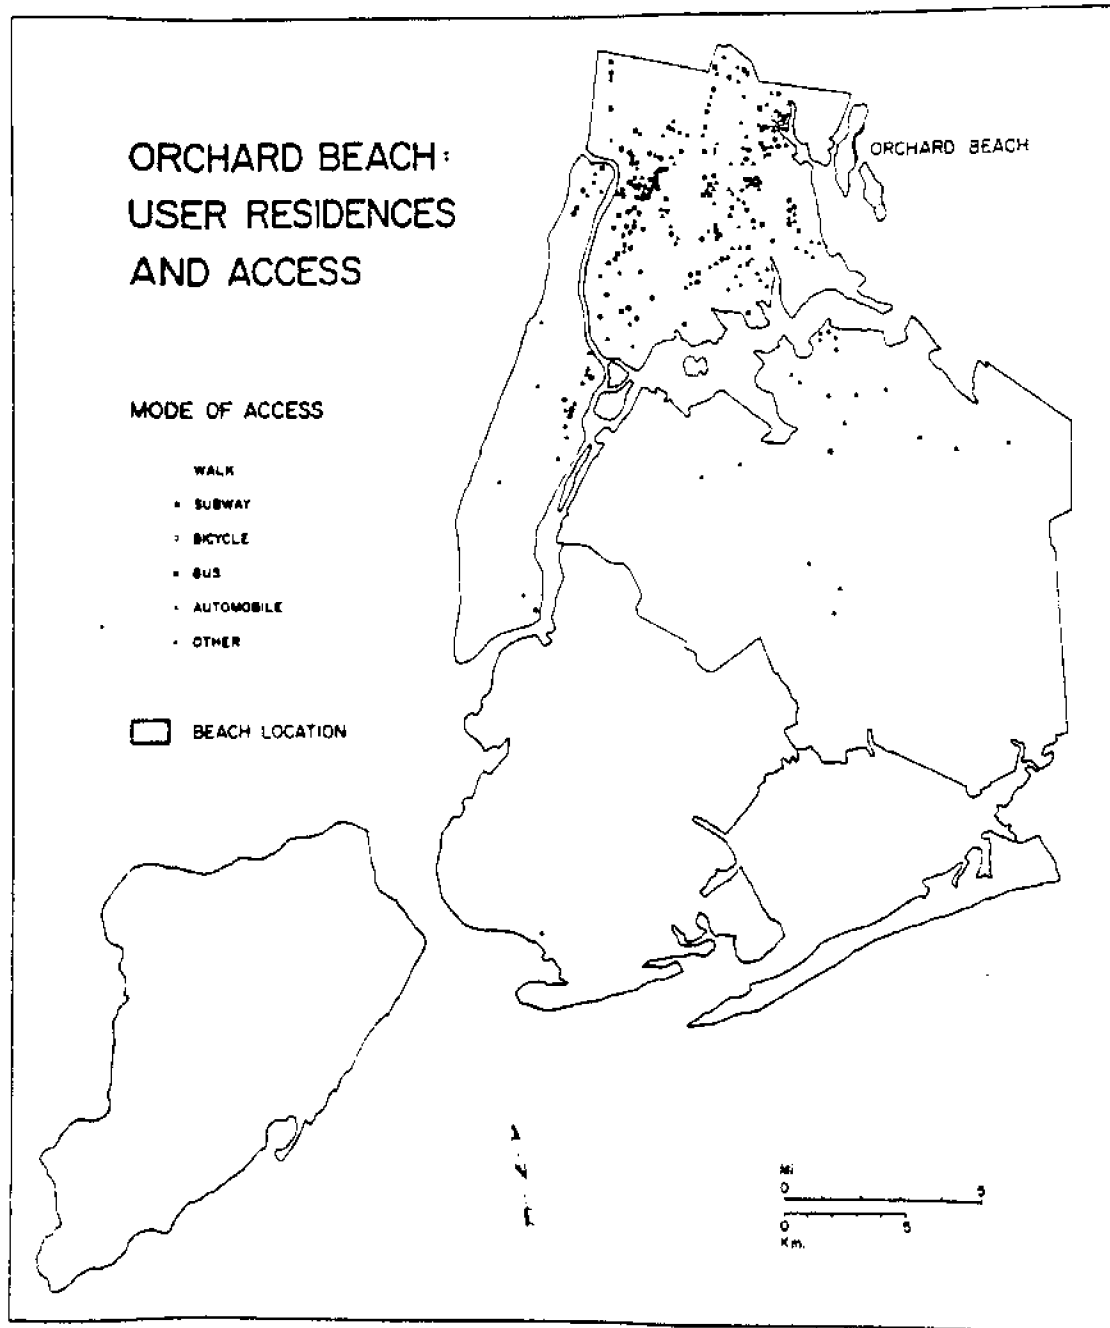 ORCHARD BEACH:
USER RESIDENCES
AND ACCESS
ORCHARD BEACH
MODE OF ACCESS
WALK
SUBWAY
BICYCLE
BUS
AUTOMOBILE
OTHER
BEACH LOCATION
N
Mi
0 5
0 5
Km.